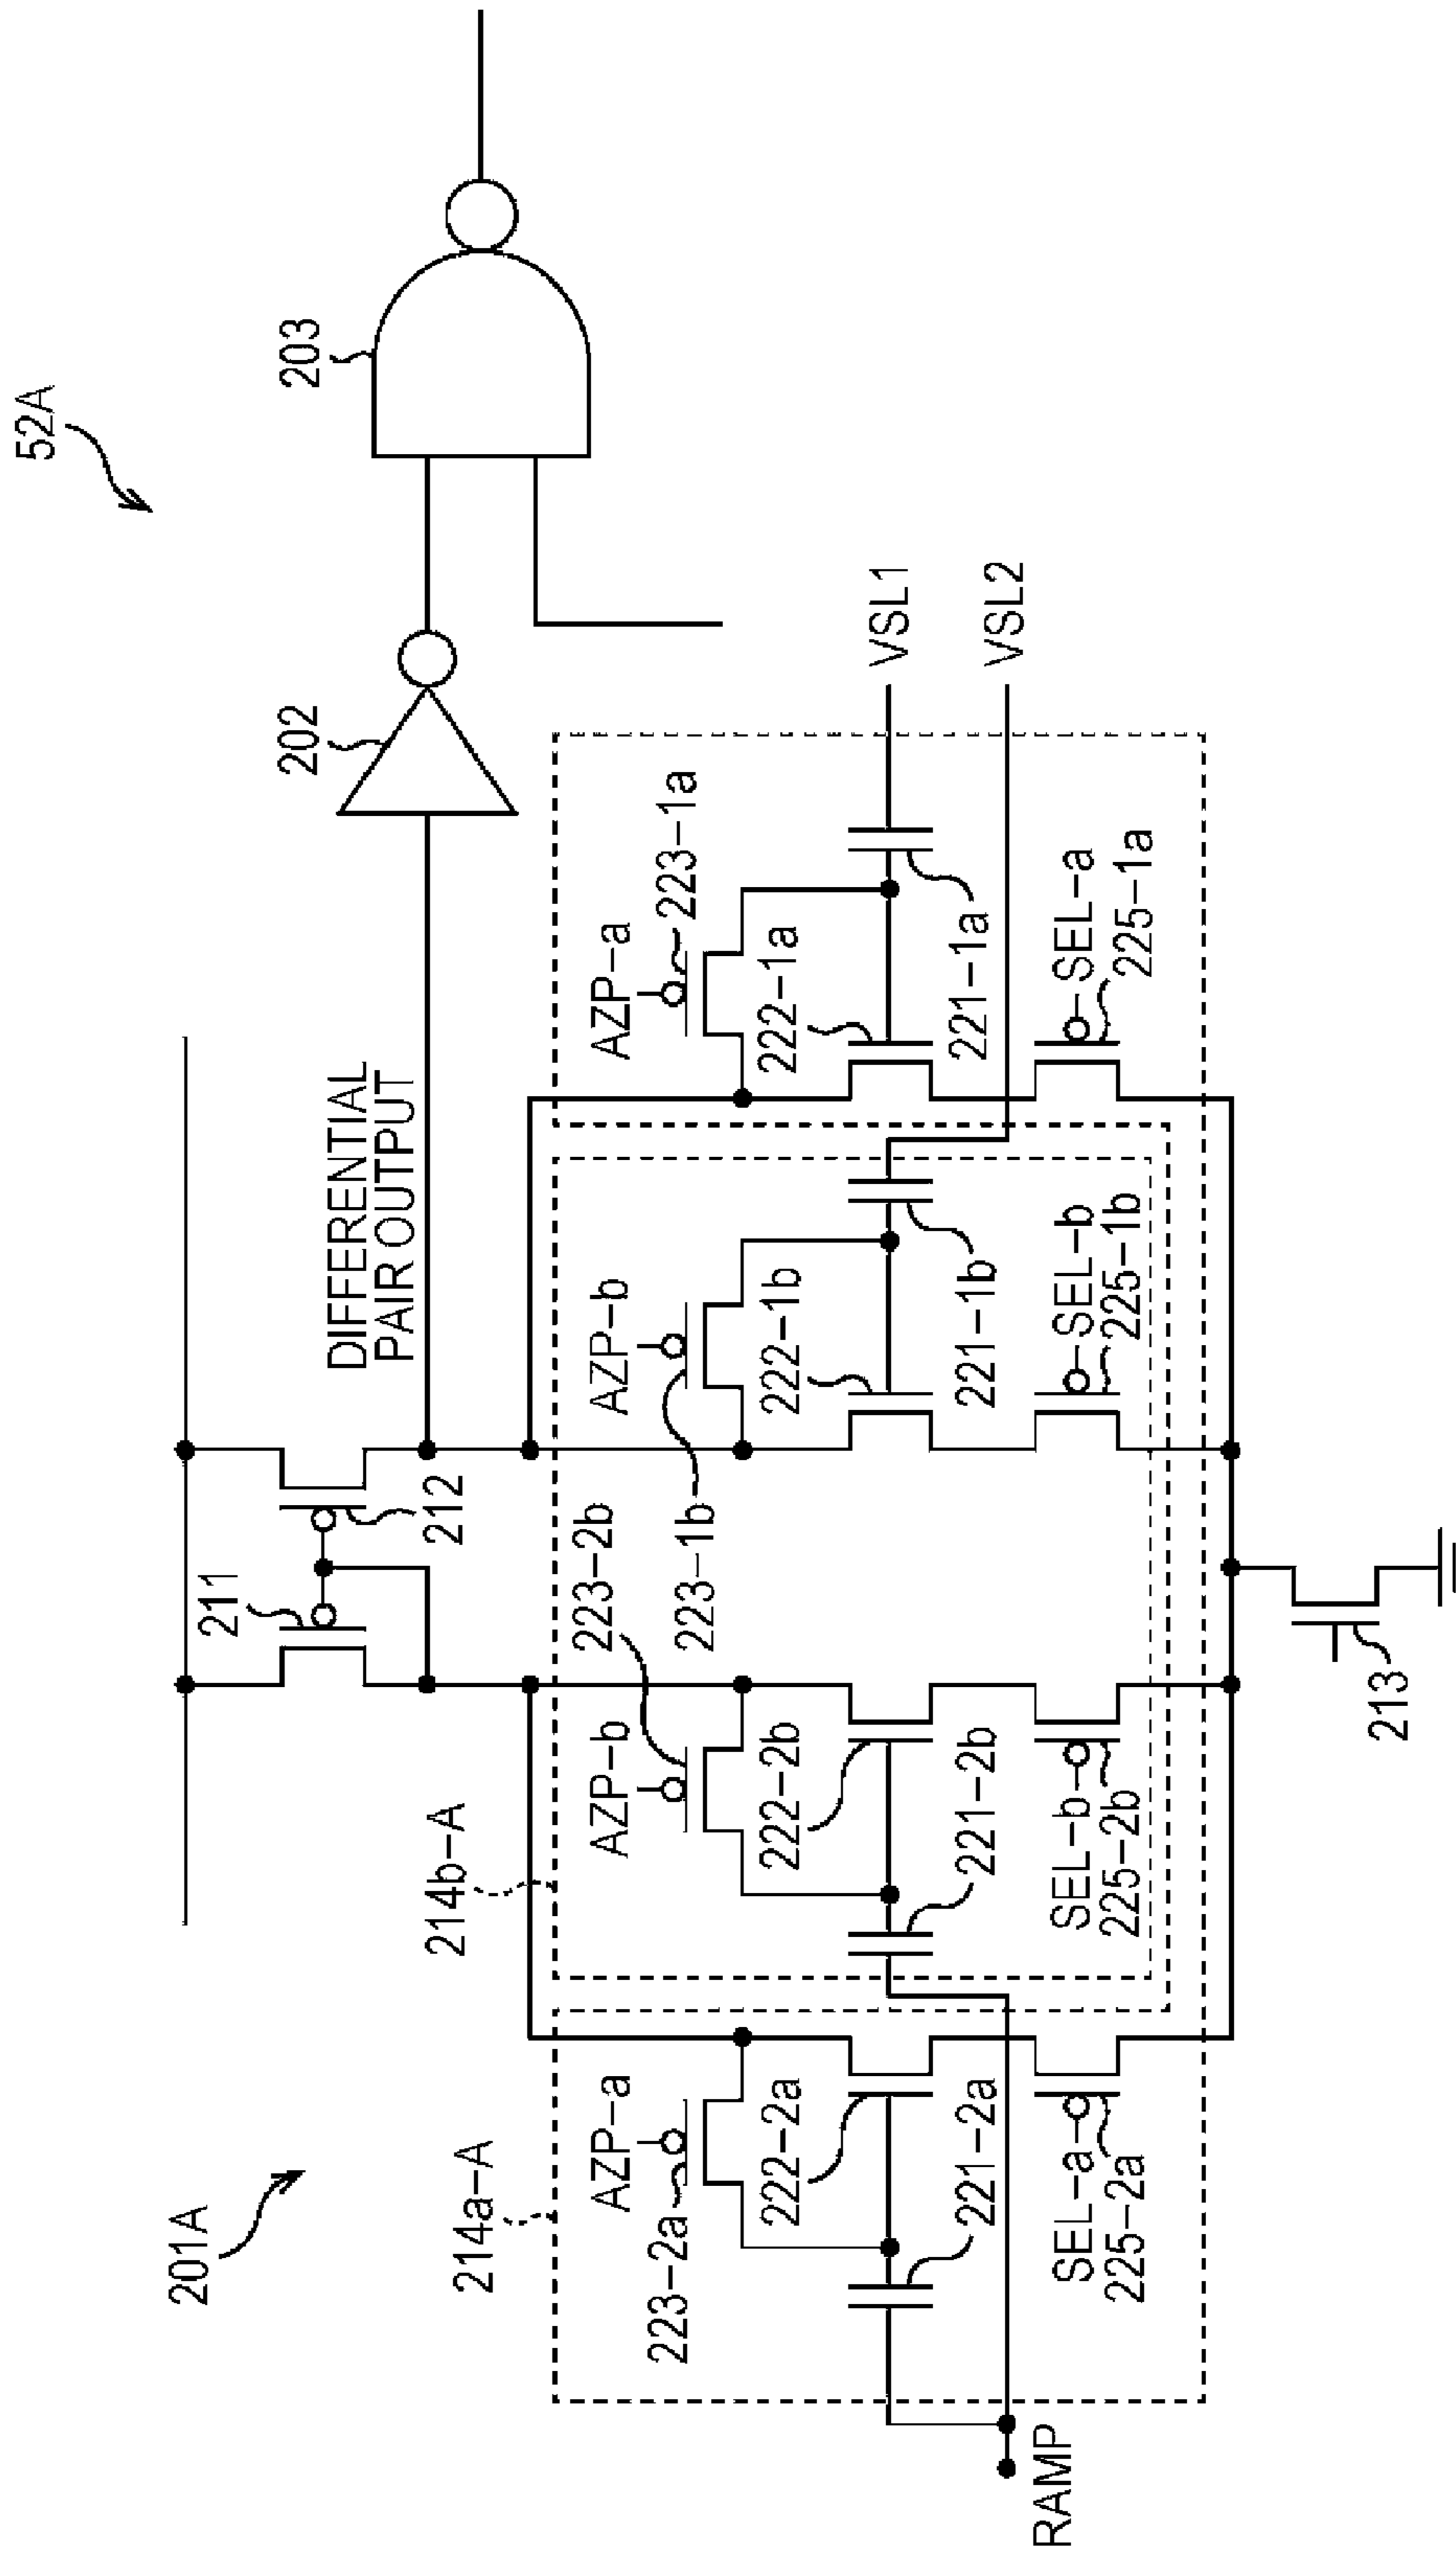 52A
201A
211
212
DIFFERENTIAL
PAIR OUTPUT
202
203
214a-A
214b-A
AZP-a
223-2a
222-2a
221-2a
SEL-a
225-2a
AZP-b
223-2b
222-2b
221-2b
SEL-b
225-2b
AZP-b
223-1b
222-1b
221-1b
SEL-b
225-1b
AZP-a
223-1a
222-1a
221-1a
SEL-a
225-1a
VSL1
VSL2
RAMP
213